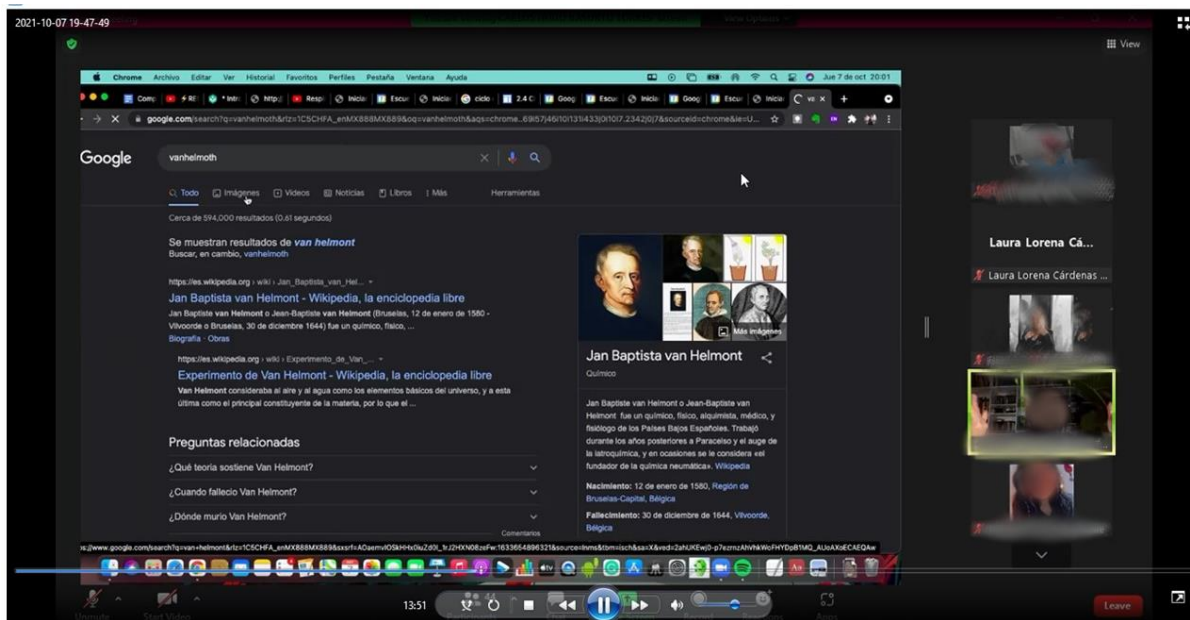 2021-10-07 19-47-49
View
Chrome Archivo Editar Ver Historial Favoritos Perfiles Pestaña Ventana Ayuda
Jue 7 de oct 20:01
Google
vanhelmoth
Todo Imágenes Videos Noticias Libros Más Herramientas
Cerca de 594,000 resultados (0.61 segundos)
Se muestran resultados de van helmont
Buscar, en cambio, vanhelmoth
https://es.wikipedia.org › wiki › Jan_Baptista_van_Hel...
Jan Baptista van Helmont - Wikipedia, la enciclopedia libre
Jan Baptiste van Helmont o Jean-Baptiste van Helmont (Bruselas, 12 de enero de 1580 -
Vilvoorde o Bruselas, 30 de diciembre 1644) fue un químico, físico, ...
Biografía · Obras
https://es.wikipedia.org › wiki › Experimento_de_Van_...
Experimento de Van Helmont - Wikipedia, la enciclopedia libre
Van Helmont consideraba al aire y al agua como los elementos básicos del universo, y a esta
última como el principal constituyente de la materia, por lo que el ...
Preguntas relacionadas
¿Qué teoría sostiene Van Helmont?
¿Cuando fallecio Van Helmont?
¿Dónde murio Van Helmont?
Comentarios
Más imágenes
Jan Baptista van Helmont
Químico
Jan Baptiste van Helmont o Jean-Baptiste van
Helmont fue un químico, físico, alquimista, médico, y
fisiólogo de los Países Bajos Españoles. Trabajó
durante los años posteriores a Paracelso y el auge de
la iatroquímica, y en ocasiones se le considera «el
fundador de la química neumática». Wikipedia
Nacimiento: 12 de enero de 1580, Región de
Bruselas-Capital, Bélgica
Fallecimiento: 30 de diciembre de 1644, Vilvoorde,
Bélgica
Laura Lorena Cá...
Laura Lorena Cárdenas ...
13:51
Unmute
Start Video
Leave